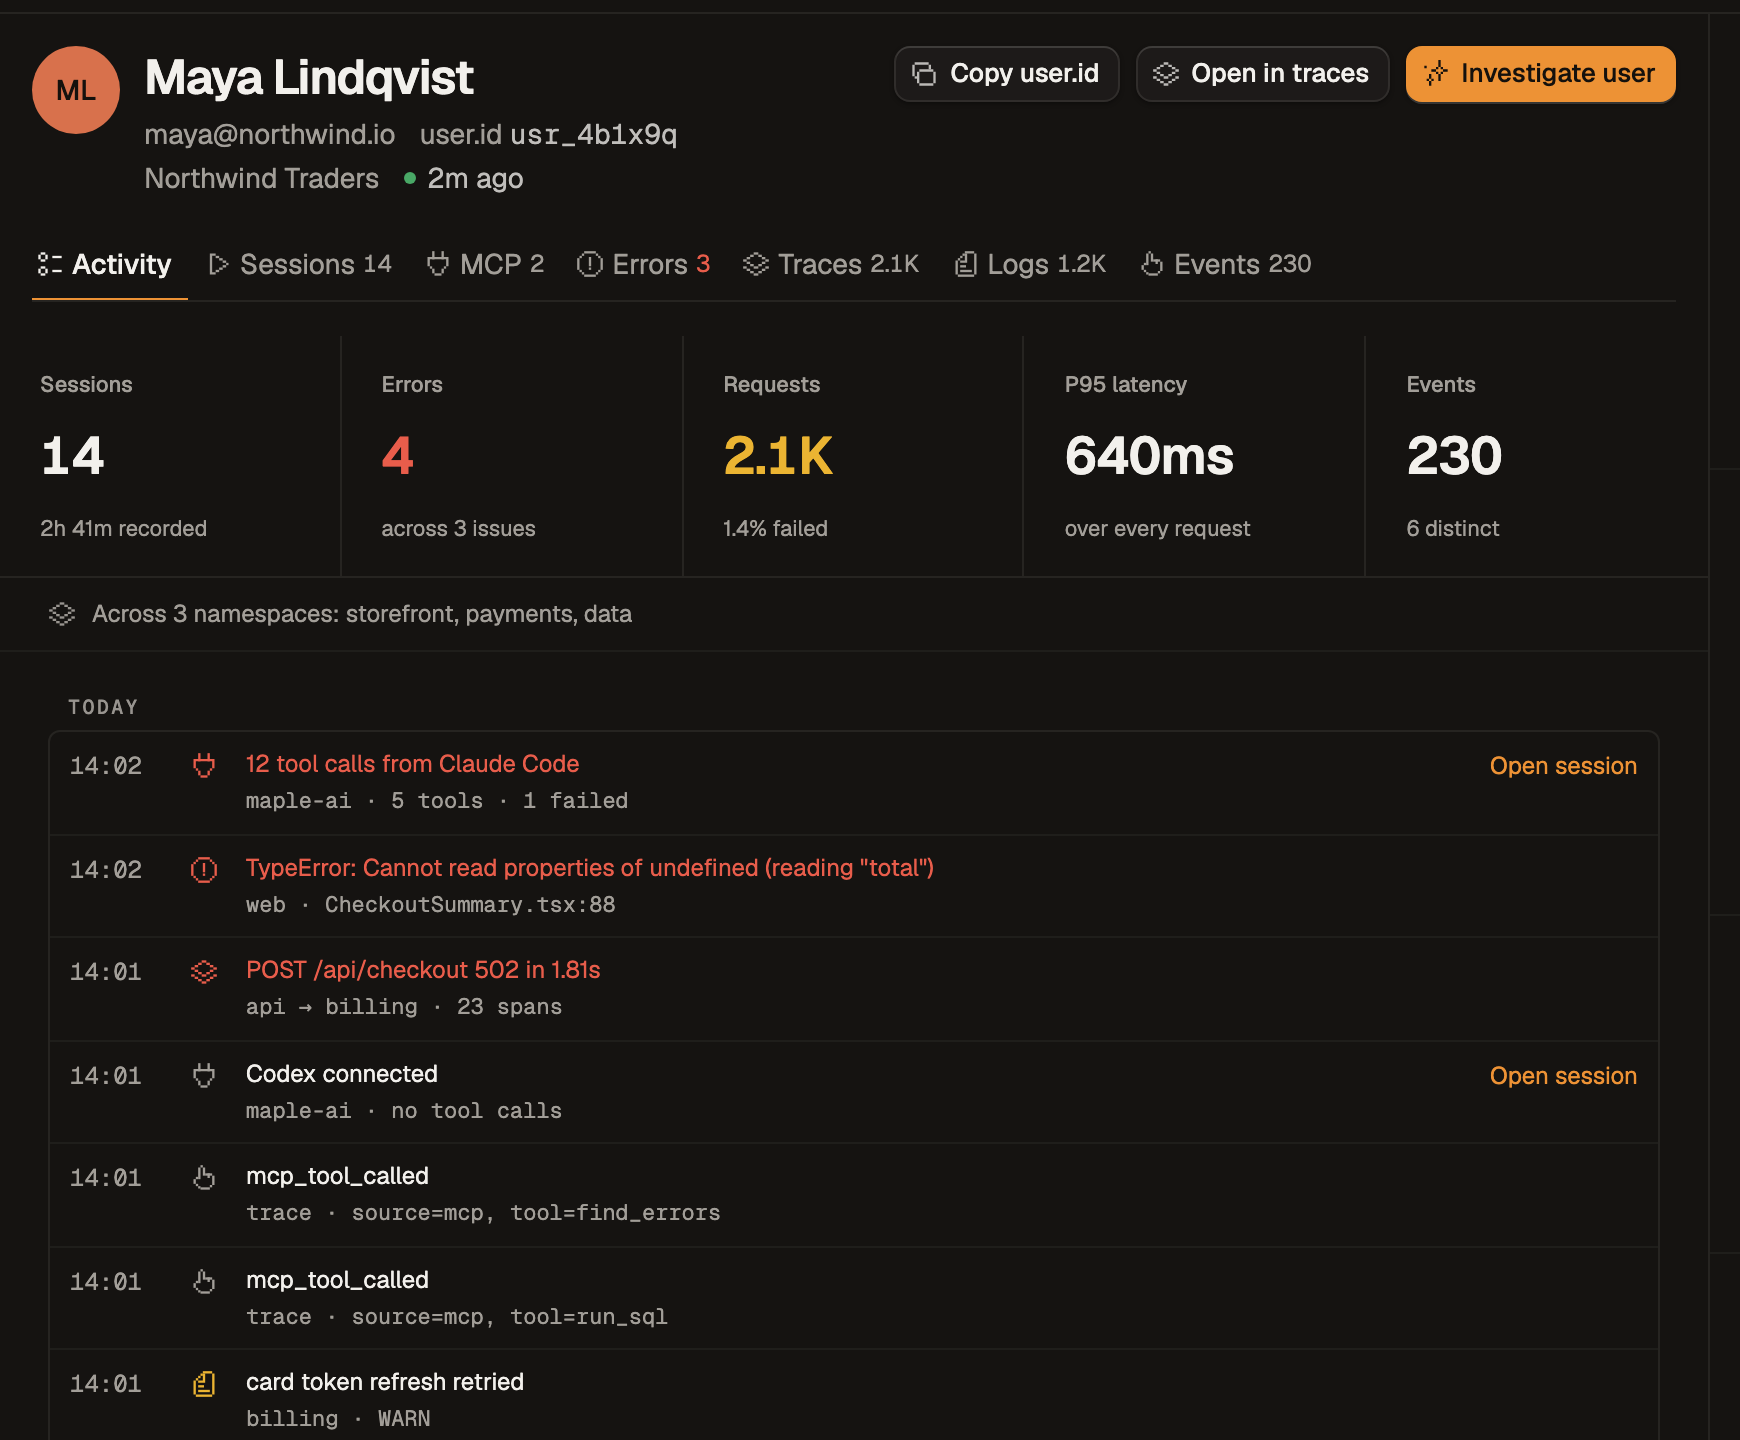 ML
Maya Lindqvist
Copy user.id
Open in traces
Investigate user
maya@northwind.io user.id usr_4b1x9q
Northwind Traders 2m ago
Activity
Sessions 14
MCP 2
Errors 3
Traces 2.1K
Logs 1.2K
Events 230
Sessions
14
2h 41m recorded
Errors
4
across 3 issues
Requests
2.1K
1.4% failed
P95 latency
640ms
over every request
Events
230
6 distinct
Across 3 namespaces: storefront, payments, data
TODAY
14:02 12 tool calls from Claude Code Open session
maple-ai · 5 tools · 1 failed
14:02 TypeError: Cannot read properties of undefined (reading "total")
web · CheckoutSummary.tsx:88
14:01 POST /api/checkout 502 in 1.81s
api → billing · 23 spans
14:01 Codex connected Open session
maple-ai · no tool calls
14:01 mcp_tool_called
trace · source=mcp, tool=find_errors
14:01 mcp_tool_called
trace · source=mcp, tool=run_sql
14:01 card token refresh retried
billing · WARN